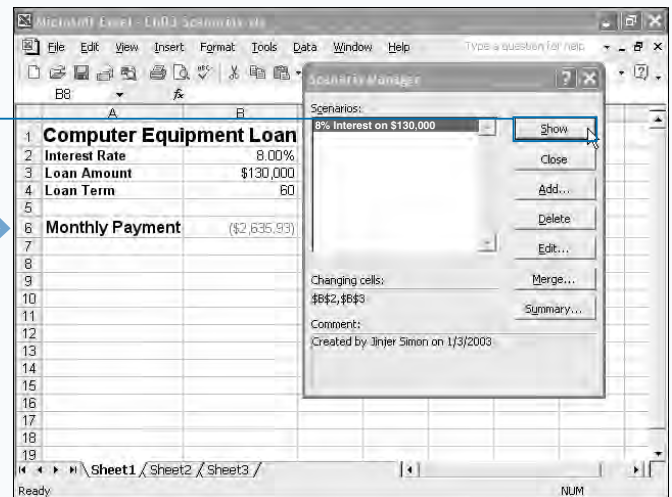 Microsoft Excel - Ch03 Scenarios.xls
File Edit View Insert Format Tools Data Window Help Type a question for help
B8 fx
A B
1 Computer Equipment Loan
2 Interest Rate 8.00%
3 Loan Amount $130,000
4 Loan Term 60
5
6 Monthly Payment ($2,635.93)
7
8
9
10
11
12
13
14
15
16
17
18
19
Scenario Manager
Scenarios:
8% Interest on $130,000
Show
Close
Add...
Delete
Edit...
Merge...
Summary...
Changing cells:
$B$2,$B$3
Comment:
Created by Jinjer Simon on 1/3/2003
Sheet1 / Sheet2 / Sheet3 /
Ready NUM